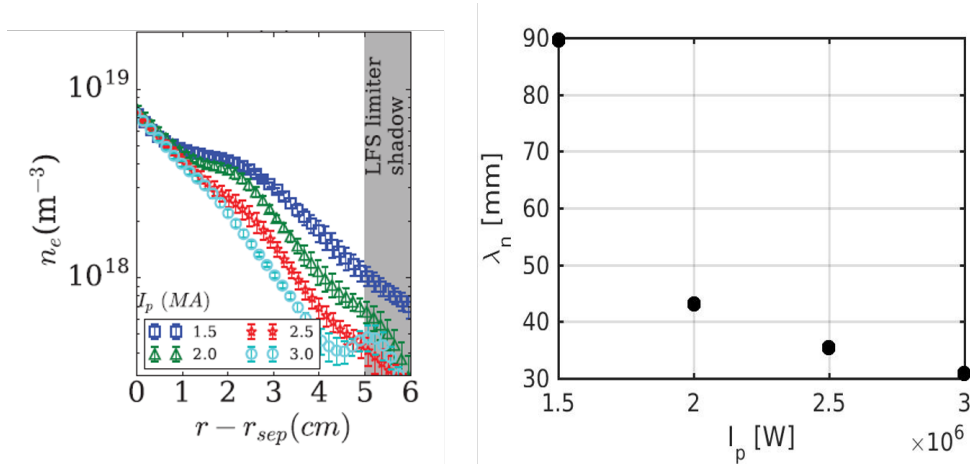 10^19
10^18
n_e(m^−3)
LFS limiter
shadow
I_p (MA)
1.5 2.5
2.0 3.0
0 1 2 3 4 5 6
r − r_sep(cm)
90
80
70
60
50
40
30
λ_n [mm]
1.5 2 2.5 3
I_p [W]
×10^6